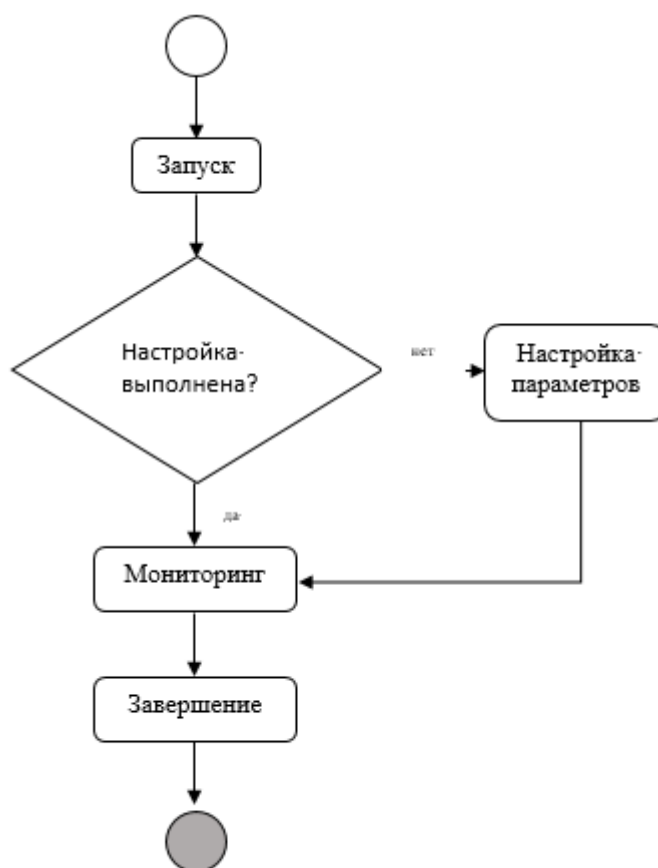 Запуск
Настройка·
выполнена?
нет
Настройка·
параметров
да·
Мониторинг
Завершение